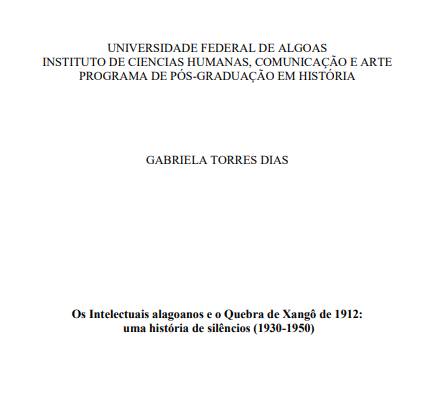 UNIVERSIDADE FEDERAL DE ALGOAS
INSTITUTO DE CIENCIAS HUMANAS, COMUNICAÇÃO E ARTE
PROGRAMA DE PÓS-GRADUAÇÃO EM HISTÓRIA
GABRIELA TORRES DIAS
Os Intelectuais alagoanos e o Quebra de Xangô de 1912:
uma história de silêncios (1930-1950)